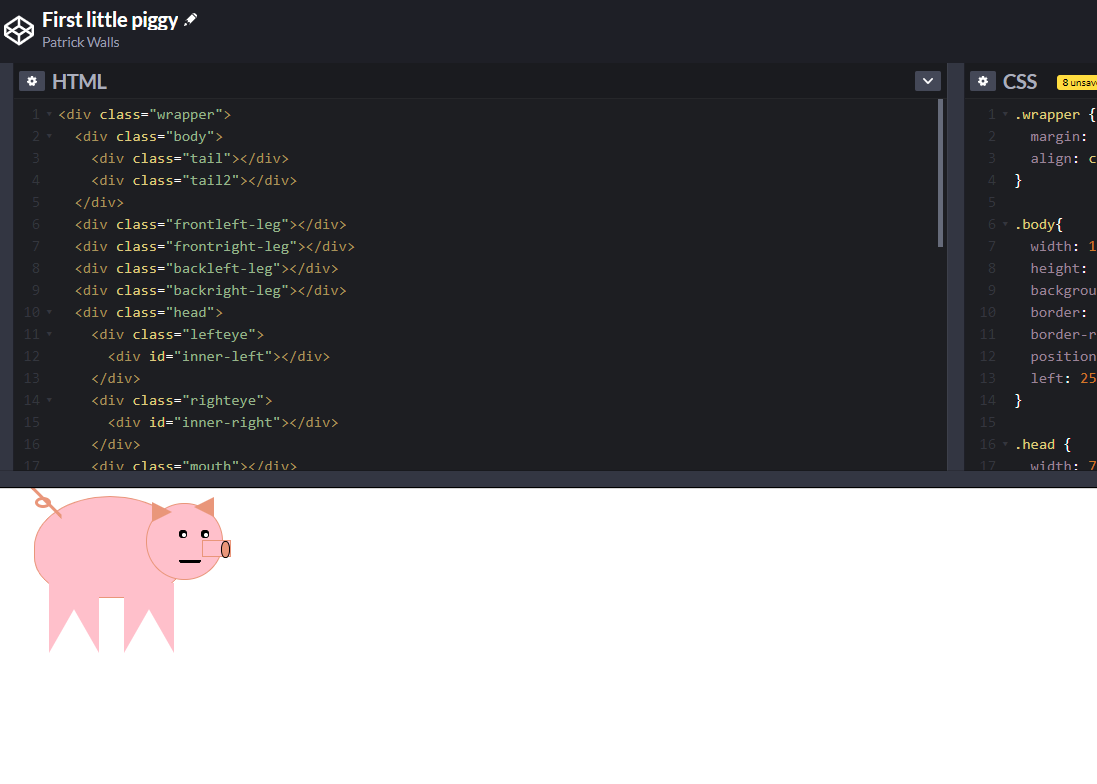 First little piggy
Patrick Walls
HTML
1 <div class="wrapper">
2 <div class="body">
3 <div class="tail"></div>
4 <div class="tail2"></div>
5 </div>
6 <div class="frontleft-leg"></div>
7 <div class="frontright-leg"></div>
8 <div class="backleft-leg"></div>
9 <div class="backright-leg"></div>
10 <div class="head">
11 <div class="lefteye">
12 <div id="inner-left"></div>
13 </div>
14 <div class="righteye">
15 <div id="inner-right"></div>
16 </div>
17 <div class="mouth"></div>
CSS
8 unsav
1 .wrapper {
2 margin:
3 align: c
4 }
5
6 .body{
7 width: 1
8 height:
9 backgrou
10 border:
11 border-r
12 position
13 left: 25
14 }
15
16 .head {
17 width: 7